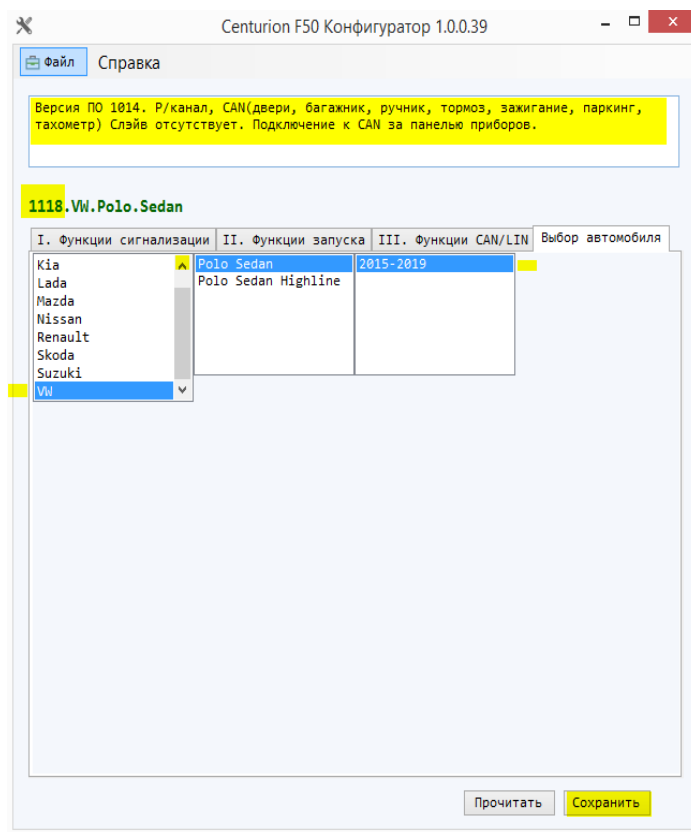 Centurion F50 Конфигуратор 1.0.0.39
Файл Справка
Версия ПО 1014. Р/канал, CAN(двери, багажник, ручник, тормоз, зажигание, паркинг,
тахометр) Слэйв отсутствует. Подключение к CAN за панелью приборов.
1118.VW.Polo.Sedan
I. Функции сигнализации II. Функции запуска III. Функции CAN/LIN Выбор автомобиля
Kia Polo Sedan 2015-2019
Lada Polo Sedan Highline
Mazda
Nissan
Renault
Skoda
Suzuki
VW
Прочитать Сохранить